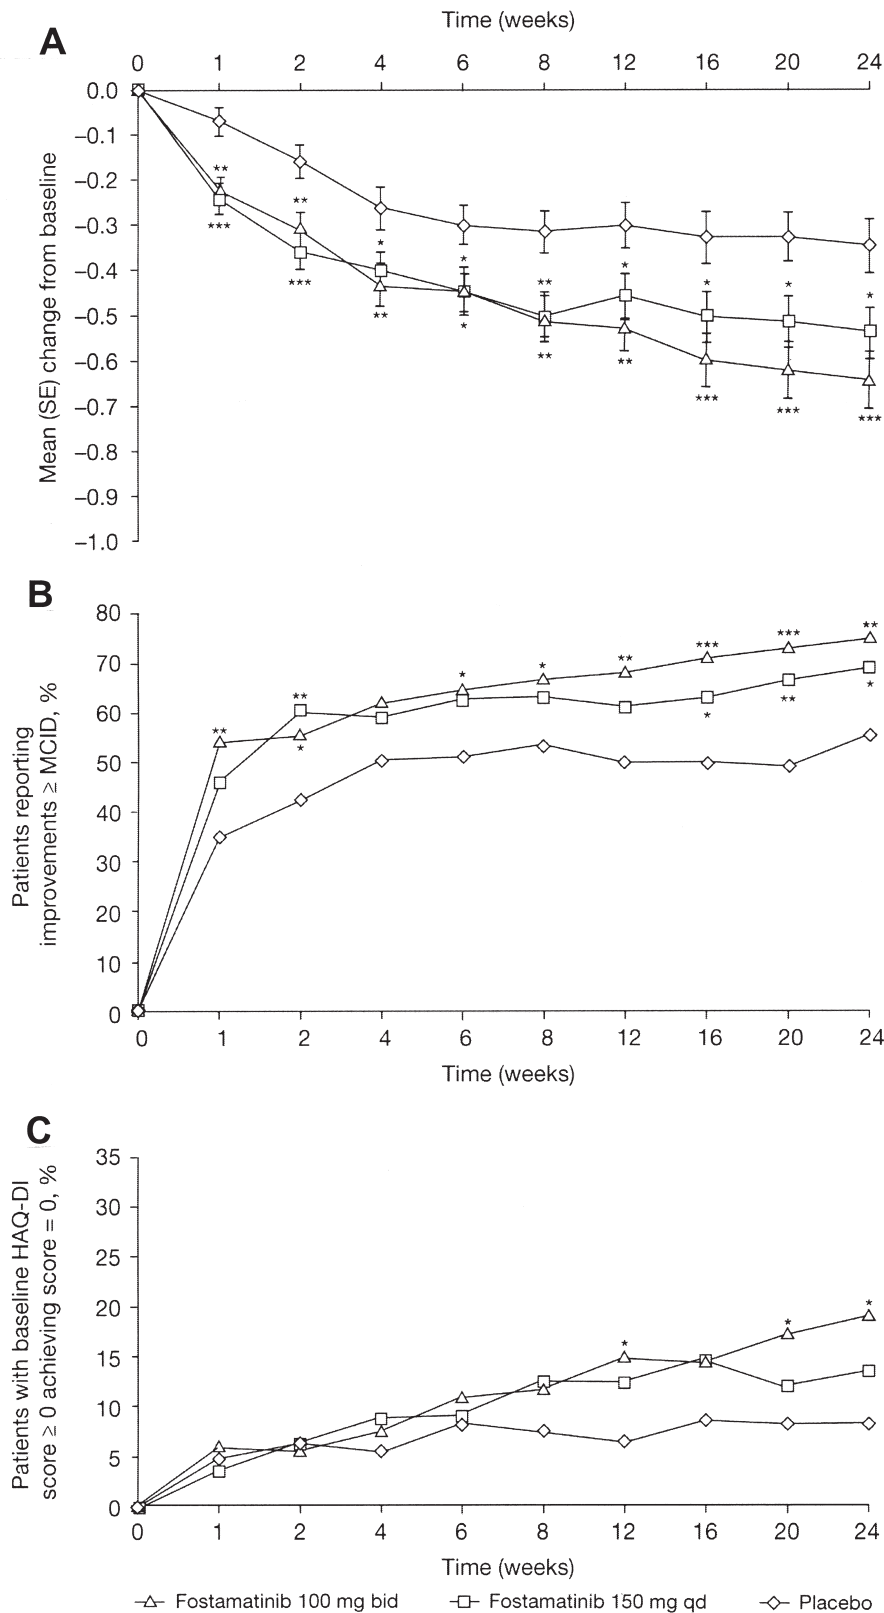 A
Time (weeks)
0 1 2 4 6 8 12 16 20 24
Mean (SE) change from baseline
0.0
–0.1
–0.2
–0.3
–0.4
–0.5
–0.6
–0.7
–0.8
–0.9
–1.0
** ** * * ** * * * *
*** *** ** * ** ** *** *** ***
B
Patients reporting
improvements ≥ MCID, %
80
70
60
50
40
30
20
10
0
** ** * * ** *** *** **
* * ** *
0 1 2 4 6 8 12 16 20 24
Time (weeks)
C
Patients with baseline HAQ-DI
score ≥ 0 achieving score = 0, %
35
30
25
20
15
10
5
0
* * *
0 1 2 4 6 8 12 16 20 24
Time (weeks)
Fostamatinib 100 mg bid Fostamatinib 150 mg qd Placebo